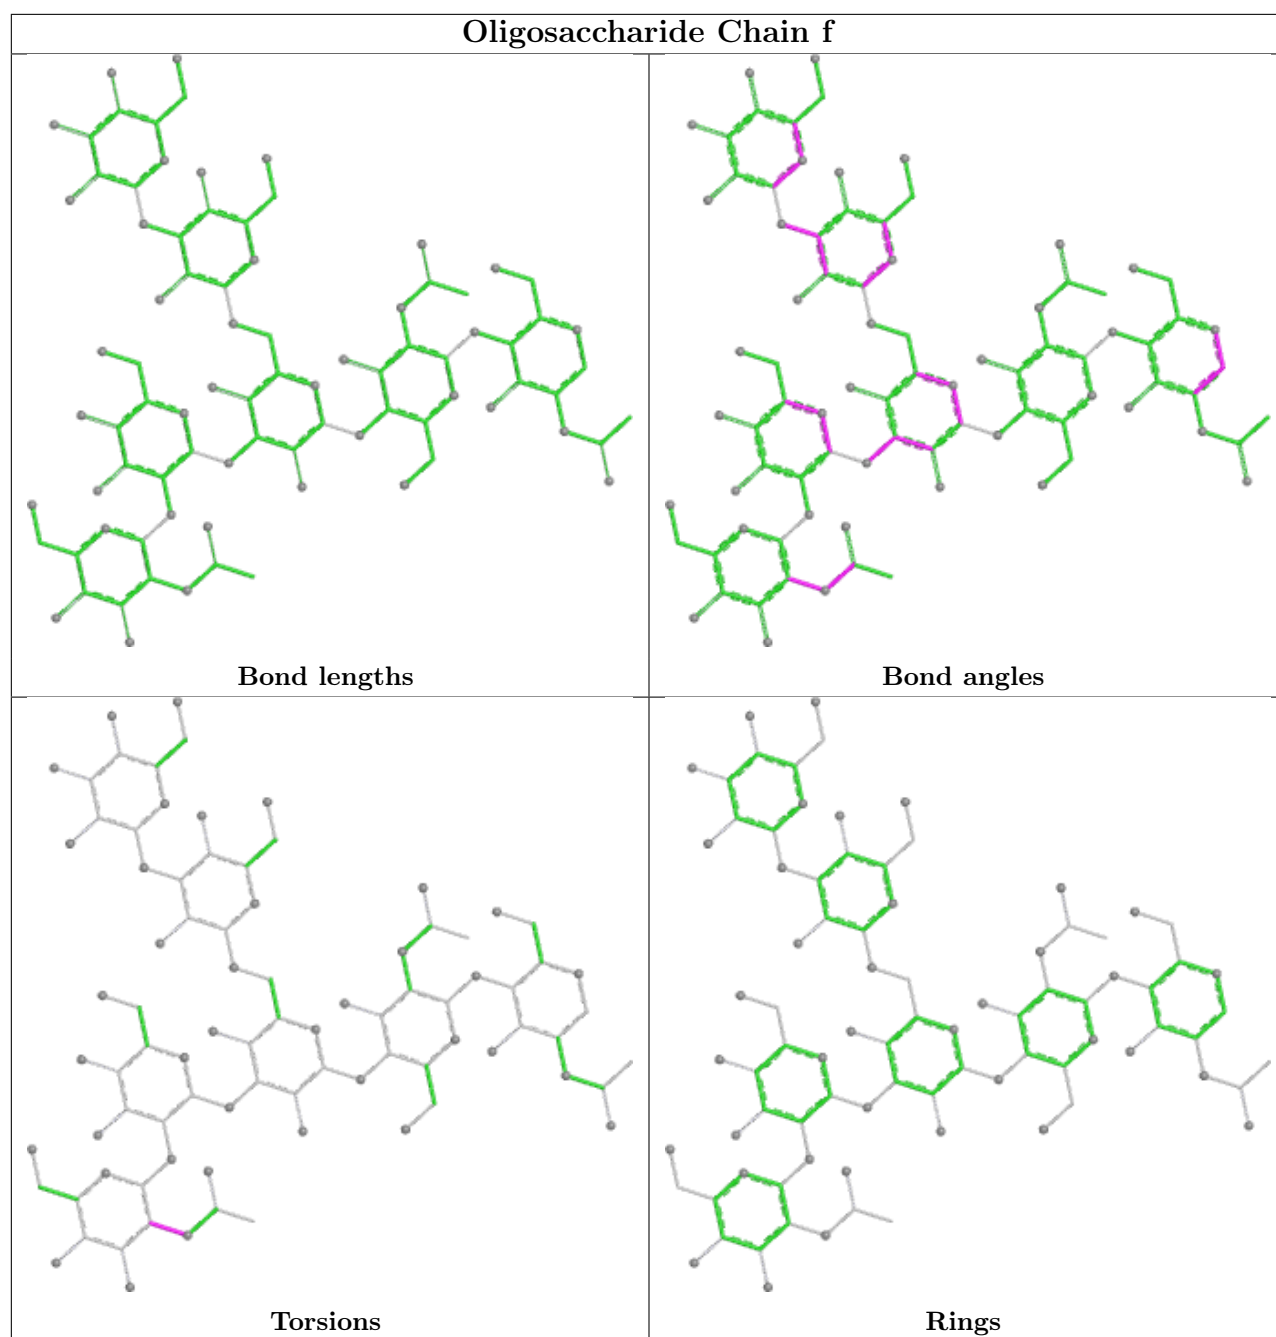 Oligosaccharide Chain f
Bond lengths
Bond angles
Torsions
Rings